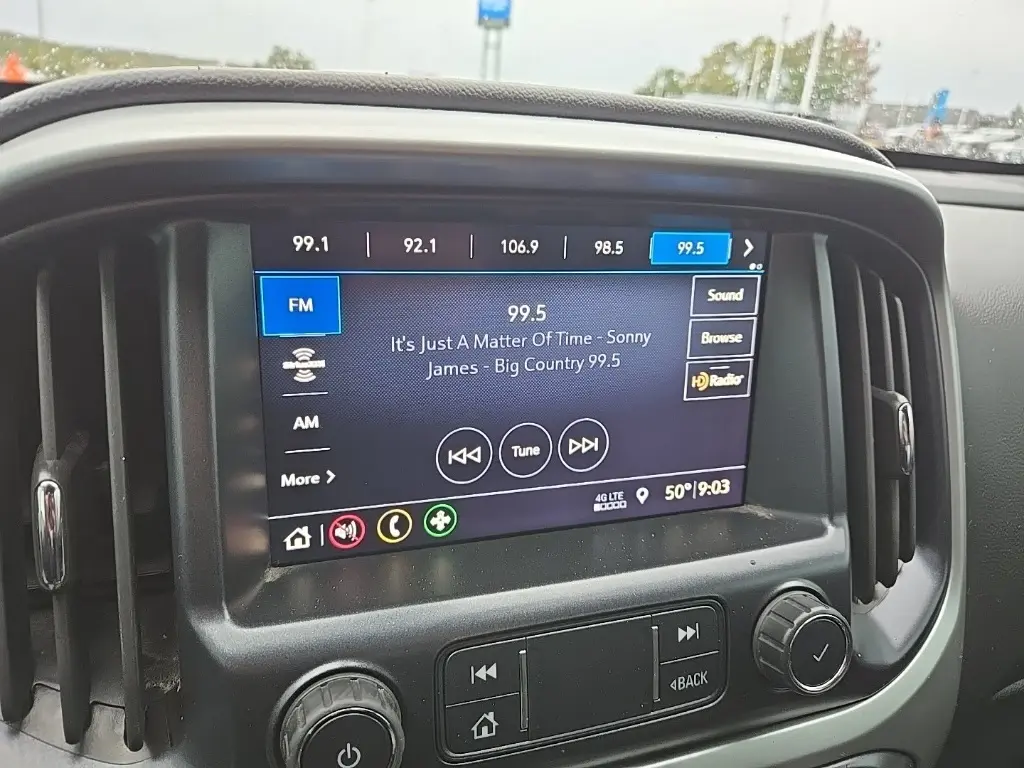 99.1 92.1 106.9 98.5 99.5
FM
Sound
99.5
It's Just A Matter Of Time - Sonny
James - Big Country 99.5
Browse
HD Radio
AM
Tune
More
4G LTE
50° 9:03
BACK